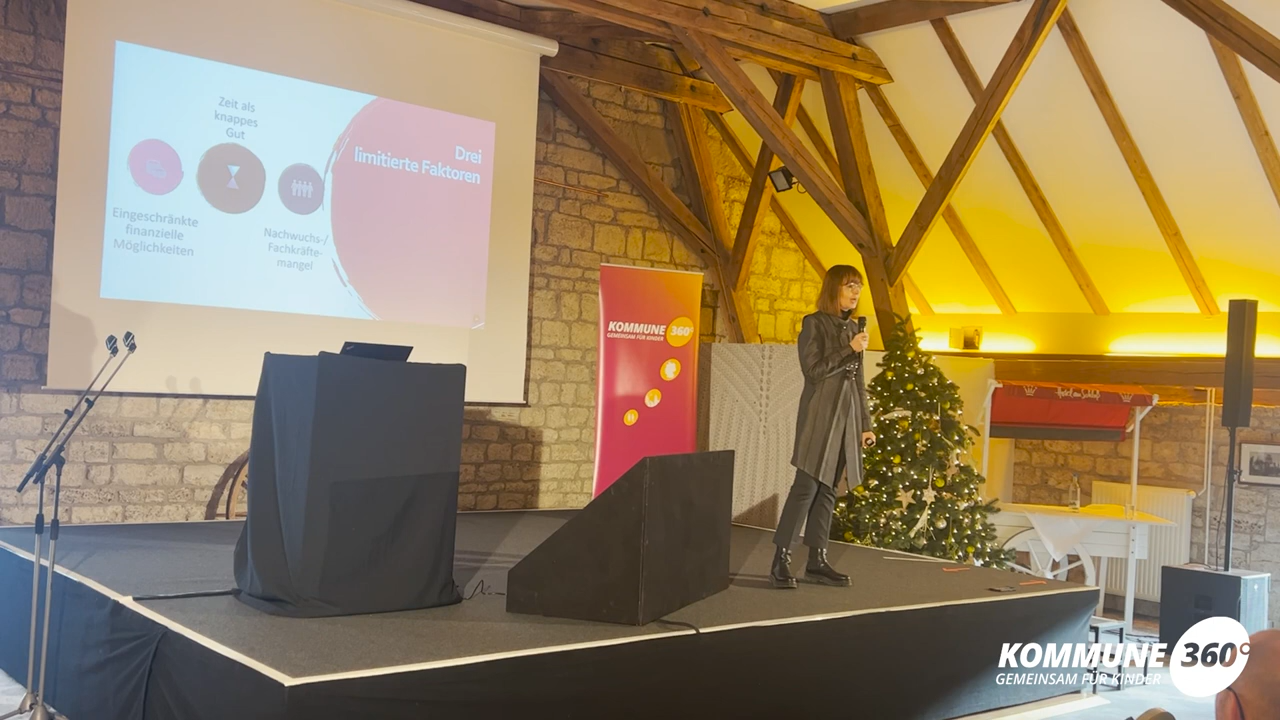 Zeit als
knappes
Gut
Drei
limitierte Faktoren
Eingeschränkte
finanzielle
Möglichkeiten
Nachwuchs-/
Fachkräfte-
mangel
KOMMUNE 360°
GEMEINSAM FÜR KINDER
KOMMUNE 360°
GEMEINSAM FÜR KINDER